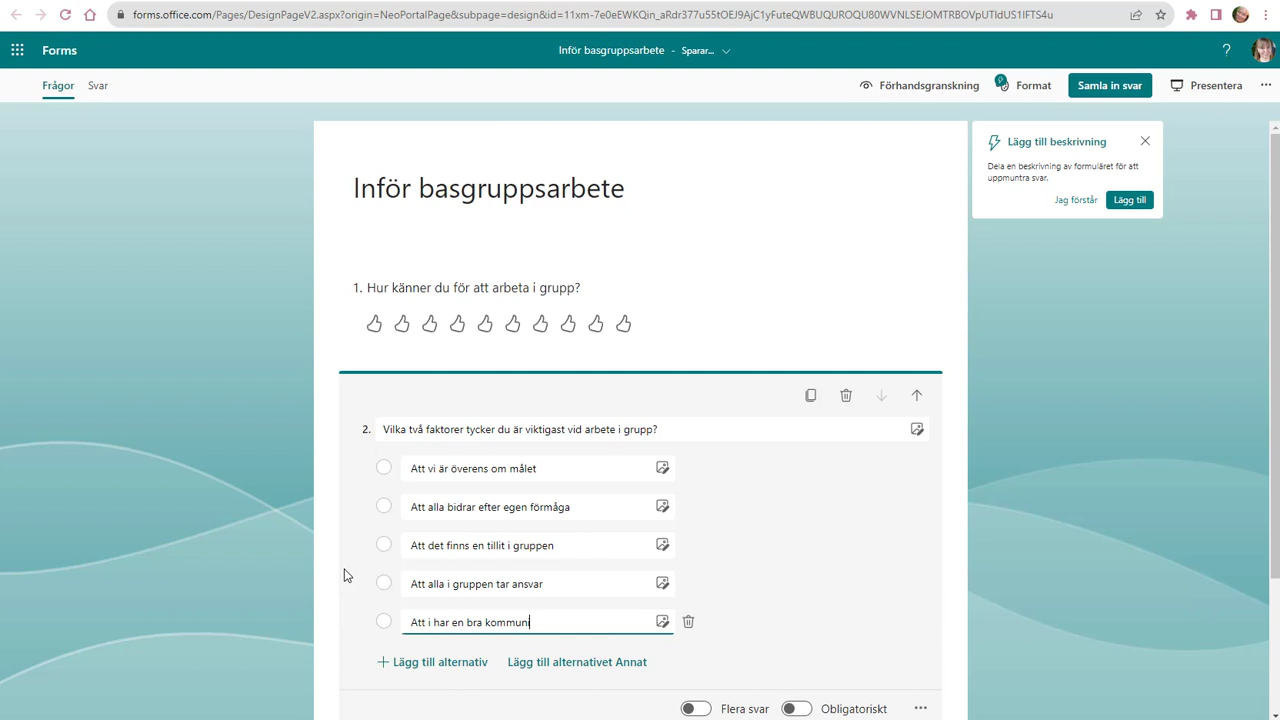 forms.office.com/Pages/DesignPageV2.aspx?origin=NeoPortalPage&subpage=design&id=11xm-7e0eEWKQin_aRdr377u55tOEJ9AjC1yFuteQWBUQUROQU80WVNLSEJOMTRBOVpUTldUS1lFTS4u
Forms
Inför basgruppsarbete - Sparar...
?
Frågor
Svar
Förhandsgranskning
Format
Samla in svar
Presentera
Lägg till beskrivning
Dela en beskrivning av formuläret för att
uppmuntra svar.
Jag förstår
Lägg till
Inför basgruppsarbete
1. Hur känner du för att arbeta i grupp?
2. Vilka två faktorer tycker du är viktigast vid arbete i grupp?
Att vi är överens om målet
Att alla bidrar efter egen förmåga
Att det finns en tillit i gruppen
Att alla i gruppen tar ansvar
Att i har en bra kommuni
Lägg till alternativ
Lägg till alternativet Annat
Flera svar
Obligatoriskt